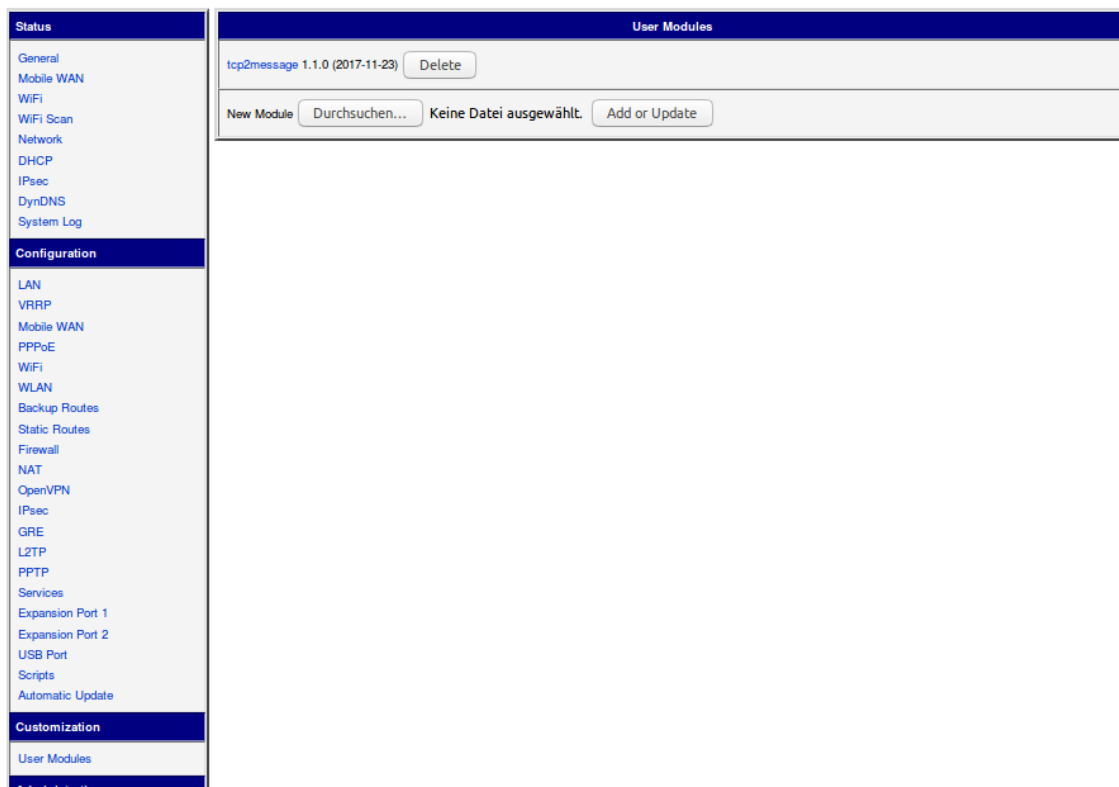 Status
General
Mobile WAN
WiFi
WiFi Scan
Network
DHCP
IPsec
DynDNS
System Log
Configuration
LAN
VRRP
Mobile WAN
PPPoE
WiFi
WLAN
Backup Routes
Static Routes
Firewall
NAT
OpenVPN
IPsec
GRE
L2TP
PPTP
Services
Expansion Port 1
Expansion Port 2
USB Port
Scripts
Automatic Update
Customization
User Modules
User Modules
tcp2message 1.1.0 (2017-11-23) Delete
New Module Durchsuchen... Keine Datei ausgewählt. Add or Update